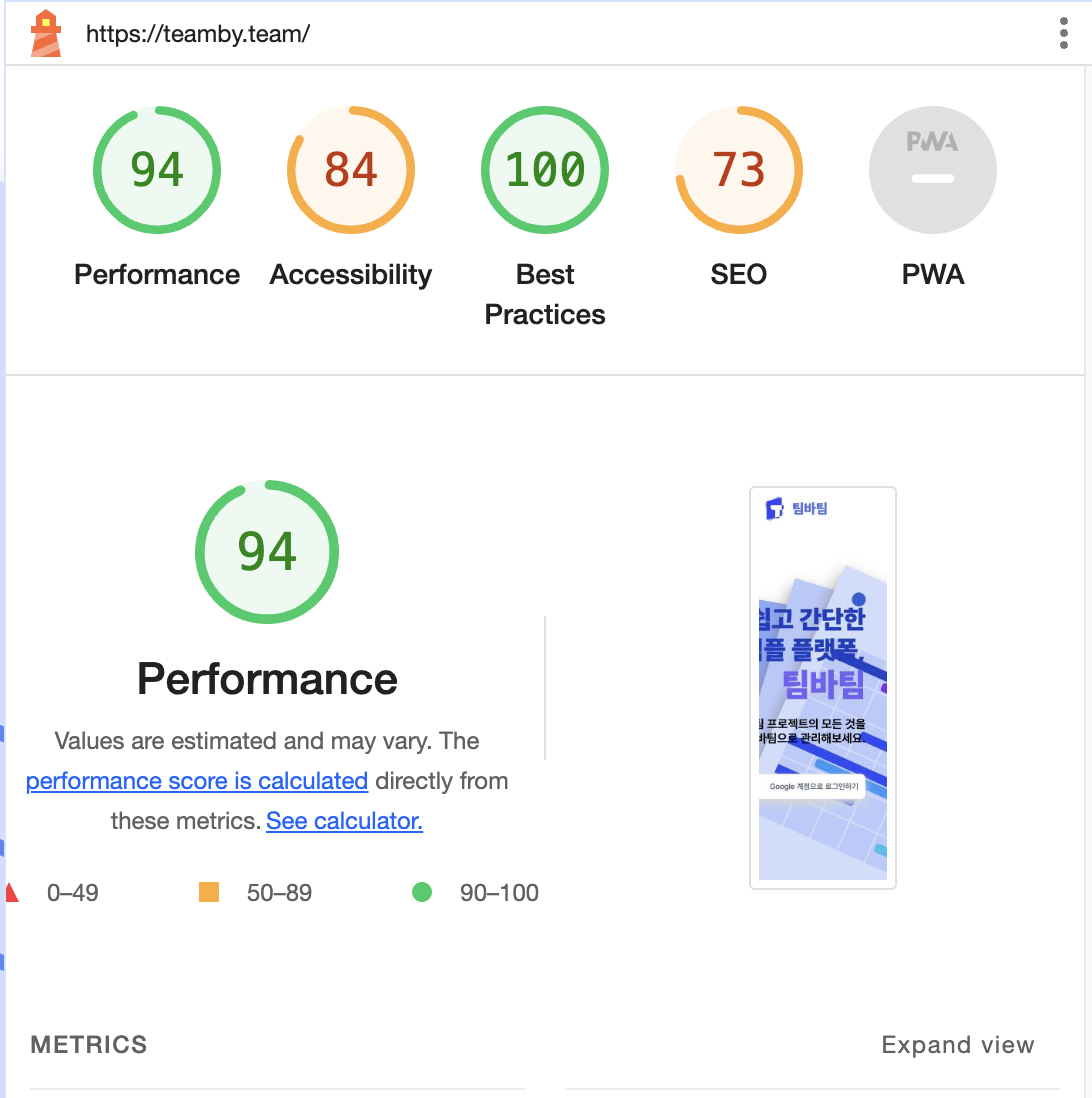 https://teamby.team/
94
84
100
73
PWA
Performance
Accessibility
Best
Practices
SEO
PWA
94
Performance
Values are estimated and may vary. The
performance score is calculated directly from
these metrics. See calculator.
0–49
50–89
90–100
팀바팀
쉽고 간단한
플 플랫폼,
팀바팀
프로젝트의 모든 것을
바팀으로 관리해보세요.
Google 계정으로 로그인하기
METRICS
Expand view